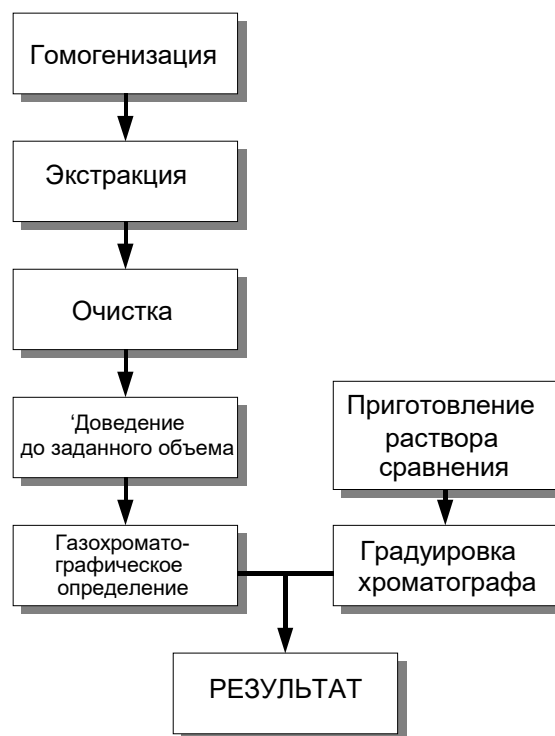 Гомогенизация
Экстракция
Очистка
‘Доведение
до заданного объема
Газохромато-
графическое
определение
Приготовление
раствора
сравнения
Градуировка
хроматографа
РЕЗУЛЬТАТ